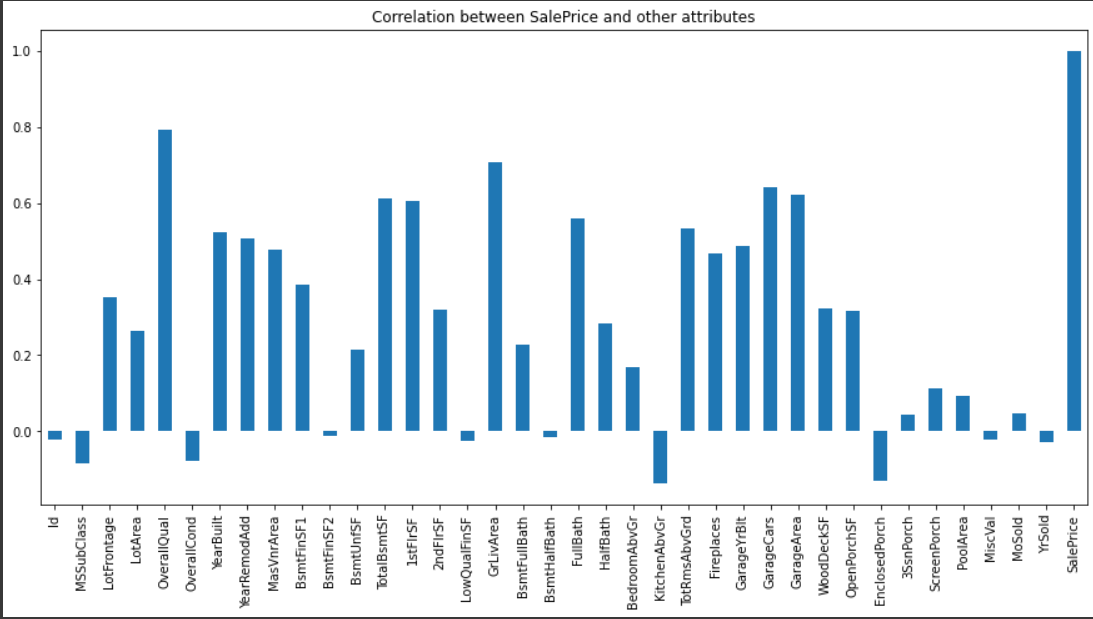 Correlation between SalePrice and other attributes
1.0
0.8
0.6
0.4
0.2
0.0
Id
MSSubClass
LotFrontage
LotArea
OverallQual
OverallCond
YearBuilt
YearRemodAdd
MasVnrArea
BsmtFinSF1
BsmtFinSF2
BsmtUnfSF
TotalBsmtSF
1stFlrSF
2ndFlrSF
LowQualFinSF
GrLivArea
BsmtFullBath
BsmtHalfBath
FullBath
HalfBath
BedroomAbvGr
KitchenAbvGr
TotRmsAbvGrd
Fireplaces
GarageYrBlt
GarageCars
GarageArea
WoodDeckSF
OpenPorchSF
EnclosedPorch
3SsnPorch
ScreenPorch
PoolArea
MiscVal
MoSold
YrSold
SalePrice